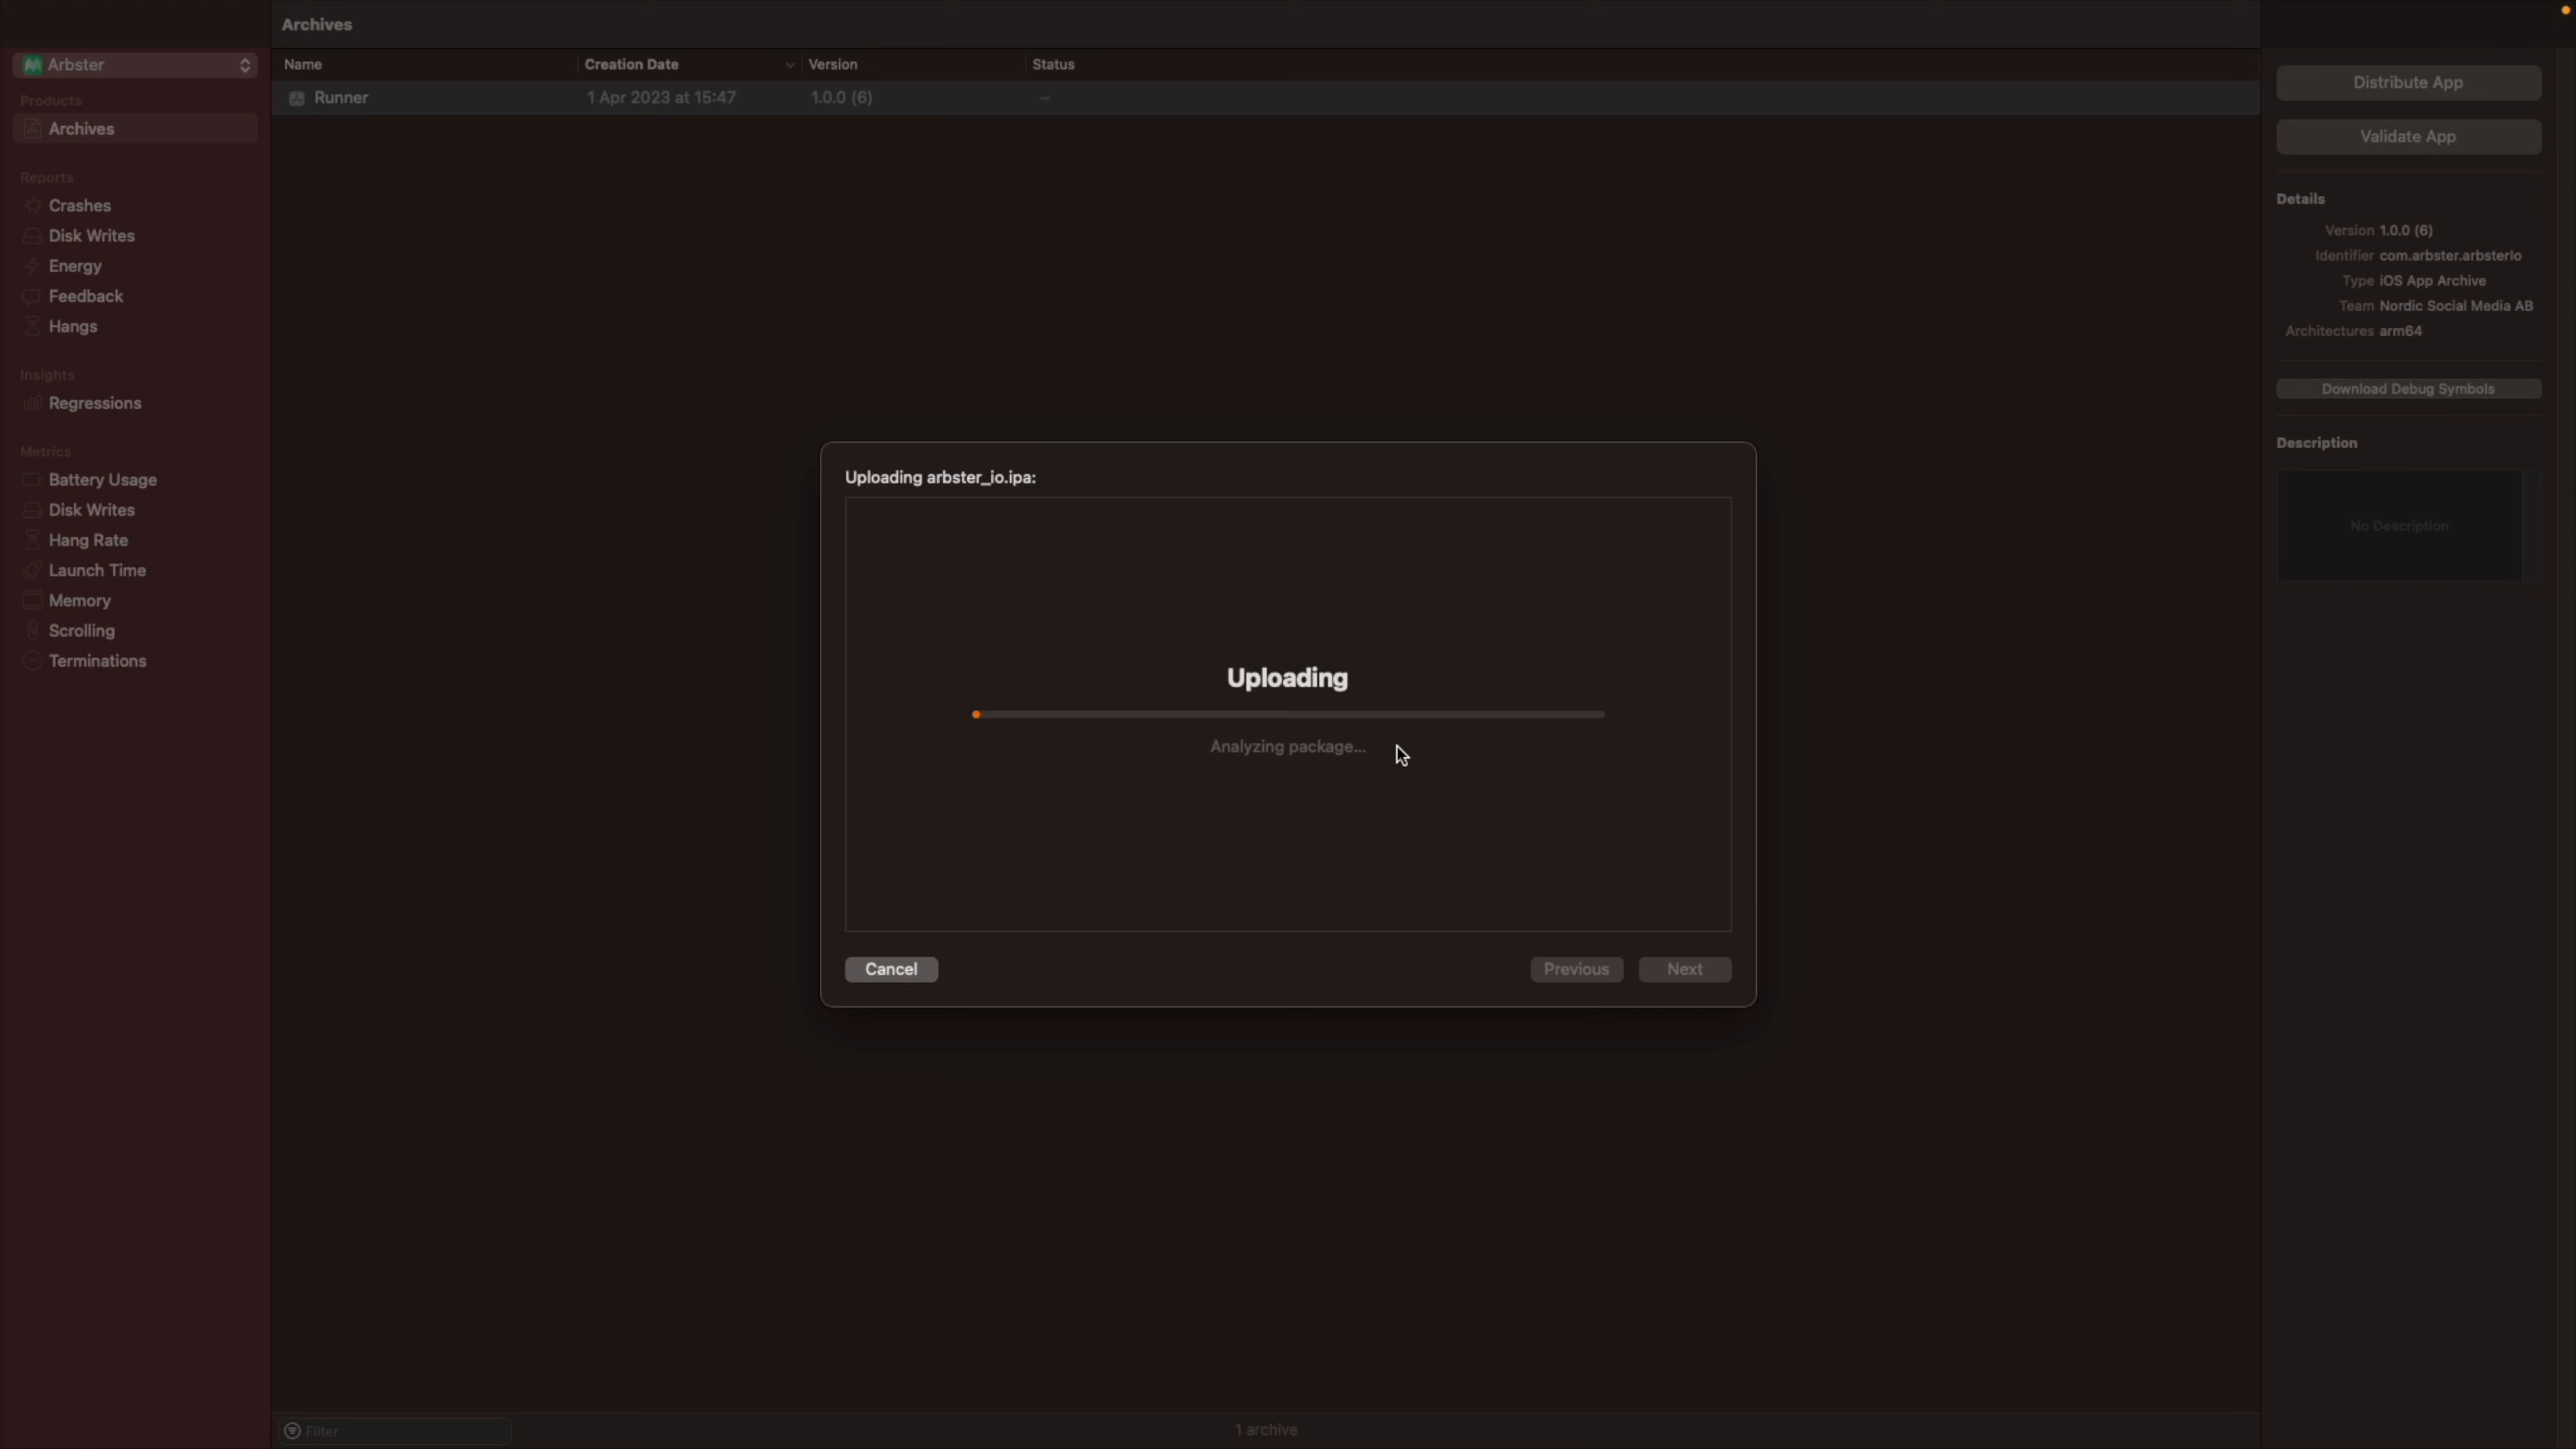 Archives
Arbster
Name
Creation Date
Version
Status
Products
Archives
Runner
1 Apr 2023 at 15:47
1.0.0 (6)
–
Reports
Crashes
Disk Writes
Energy
Feedback
Hangs
Insights
Regressions
Metrics
Battery Usage
Disk Writes
Hang Rate
Launch Time
Memory
Scrolling
Terminations
Uploading arbster_io.ipa:
Uploading
Analyzing package...
Cancel
Previous
Next
Distribute App
Validate App
Details
Version 1.0.0 (6)
Identifier com.arbster.arbsterIo
Type iOS App Archive
Team Nordic Social Media AB
Architectures arm64
Download Debug Symbols
Description
No Description
Filter
1 archive